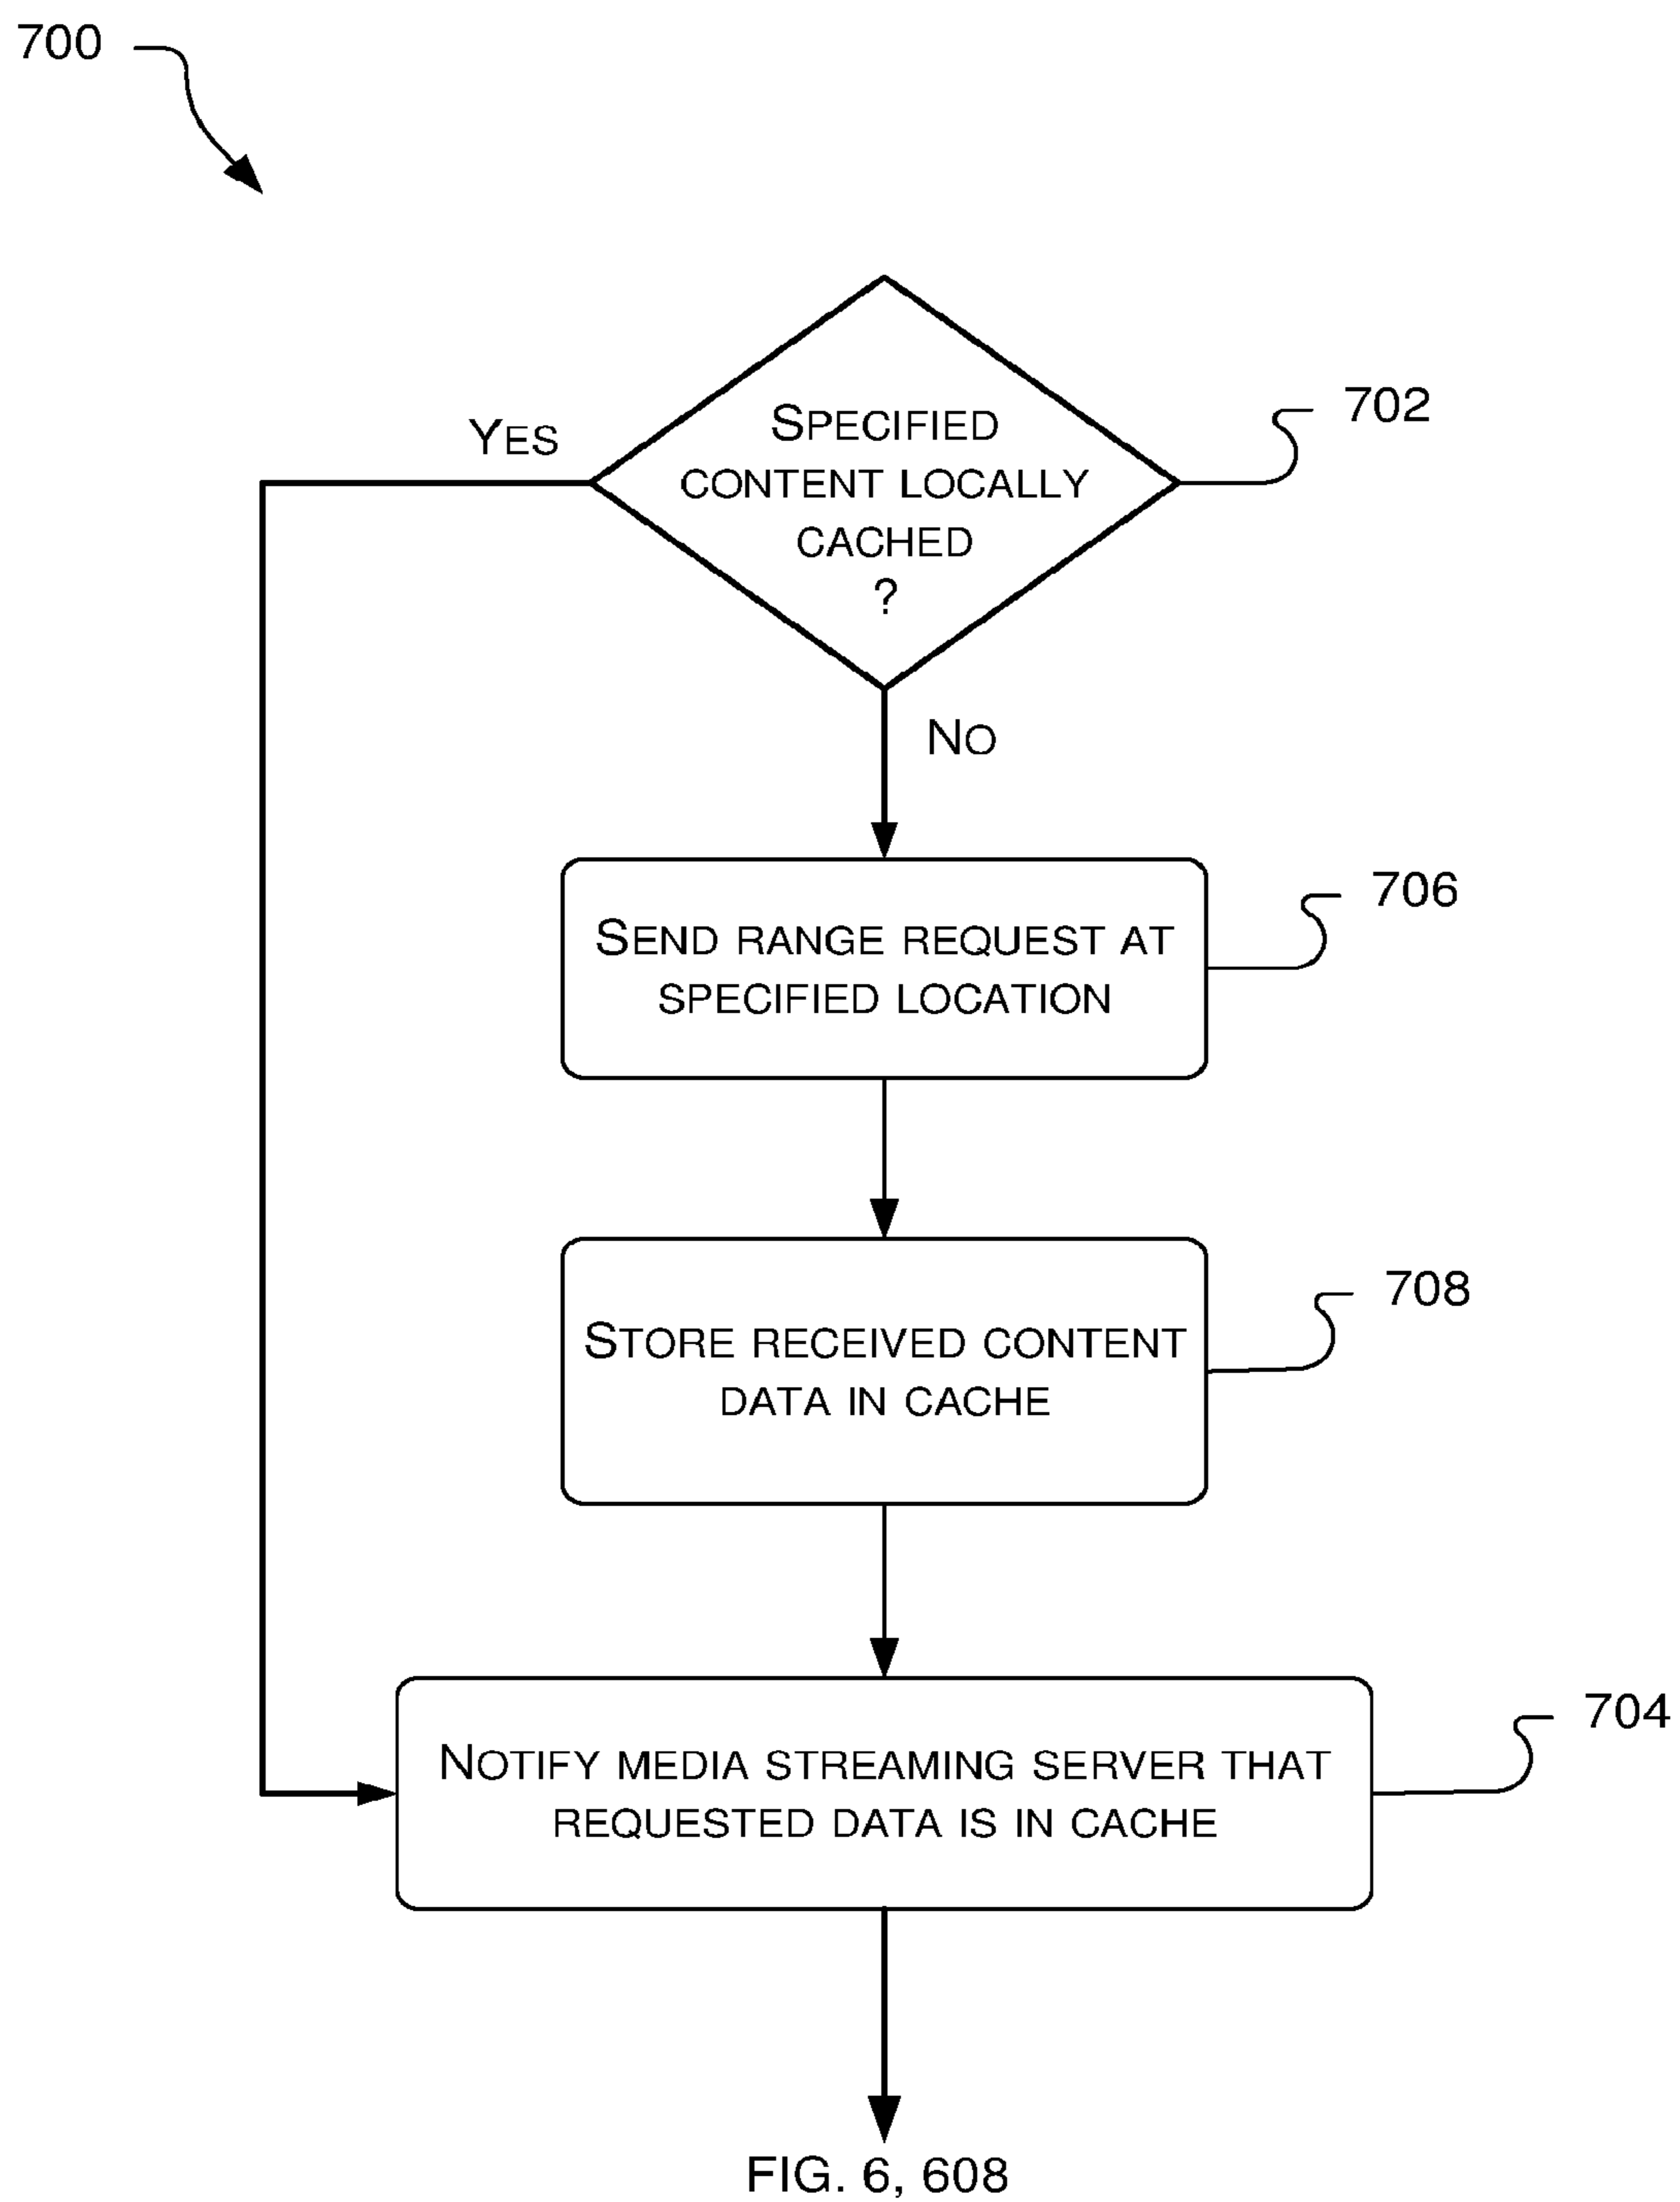 700
SPECIFIED
CONTENT LOCALLY
CACHED
?
702
YES
NO
SEND RANGE REQUEST AT
SPECIFIED LOCATION
706
STORE RECEIVED CONTENT
DATA IN CACHE
708
NOTIFY MEDIA STREAMING SERVER THAT
REQUESTED DATA IS IN CACHE
704
FIG. 6, 608